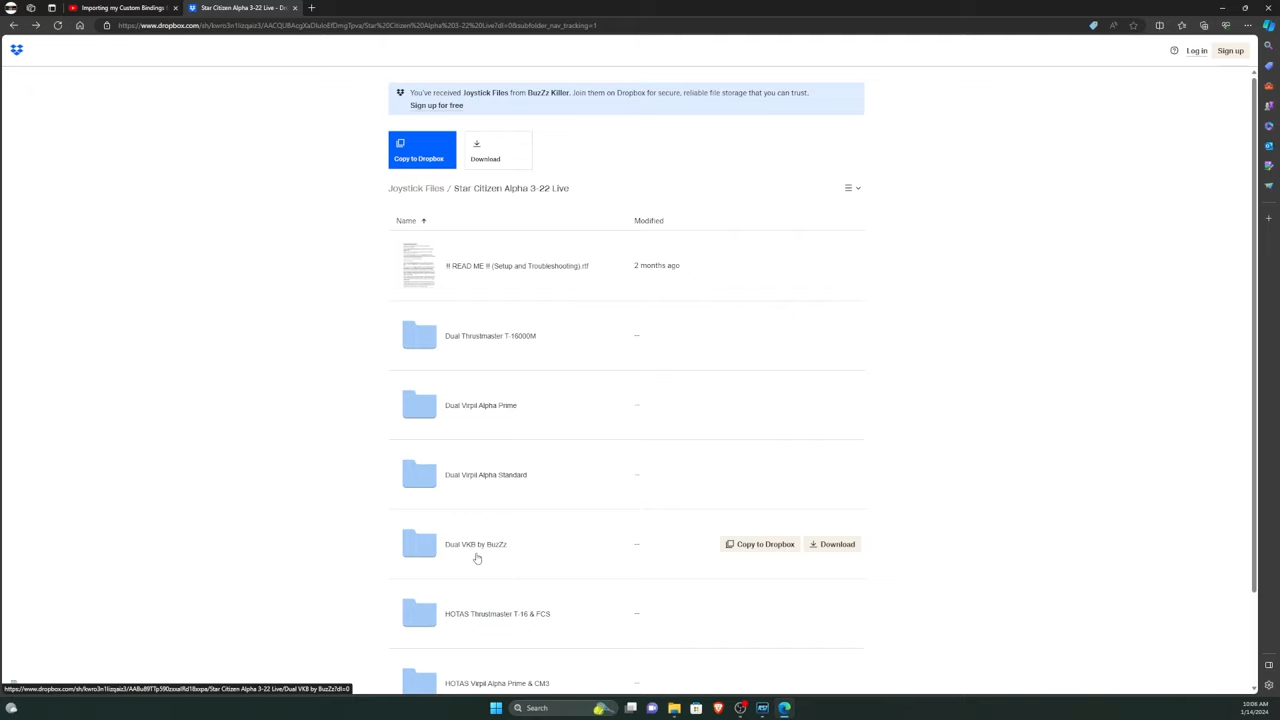 Importing my Custom Bindings
Star Citizen Alpha 3-22 Live - Dro
Log in
Sign up
You've received Joystick Files from BuzZz Killer. Join them on Dropbox for secure, reliable file storage that you can trust.
Sign up for free
Copy to Dropbox
Download
Joystick Files / Star Citizen Alpha 3-22 Live
Name
Modified
!! READ ME !! (Setup and Troubleshooting).rtf
2 months ago
Dual Thrustmaster T-16000M
--
Dual Virpil Alpha Prime
--
Dual Virpil Alpha Standard
--
Dual VKB by BuzZz
--
Copy to Dropbox
Download
HOTAS Thrustmaster T-16 & FCS
--
HOTAS Virpil Alpha Prime & CM3
--
Search
10:06 AM
1/14/2024